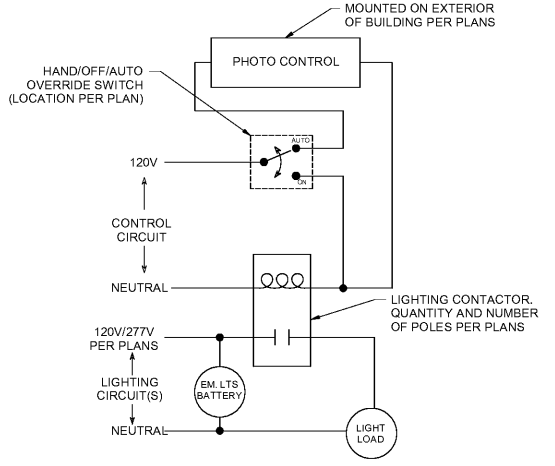 MOUNTED ON EXTERIOR
OF BUILDING PER PLANS
PHOTO CONTROL
HAND/OFF/AUTO
OVERRIDE SWITCH
(LOCATION PER PLAN)
AUTO
120V
ON
CONTROL
CIRCUIT
NEUTRAL
LIGHTING CONTACTOR.
QUANTITY AND NUMBER
OF POLES PER PLANS
120V/277V
PER PLANS
LIGHTING
CIRCUIT(S)
EM. LTS
BATTERY
NEUTRAL
LIGHT
LOAD